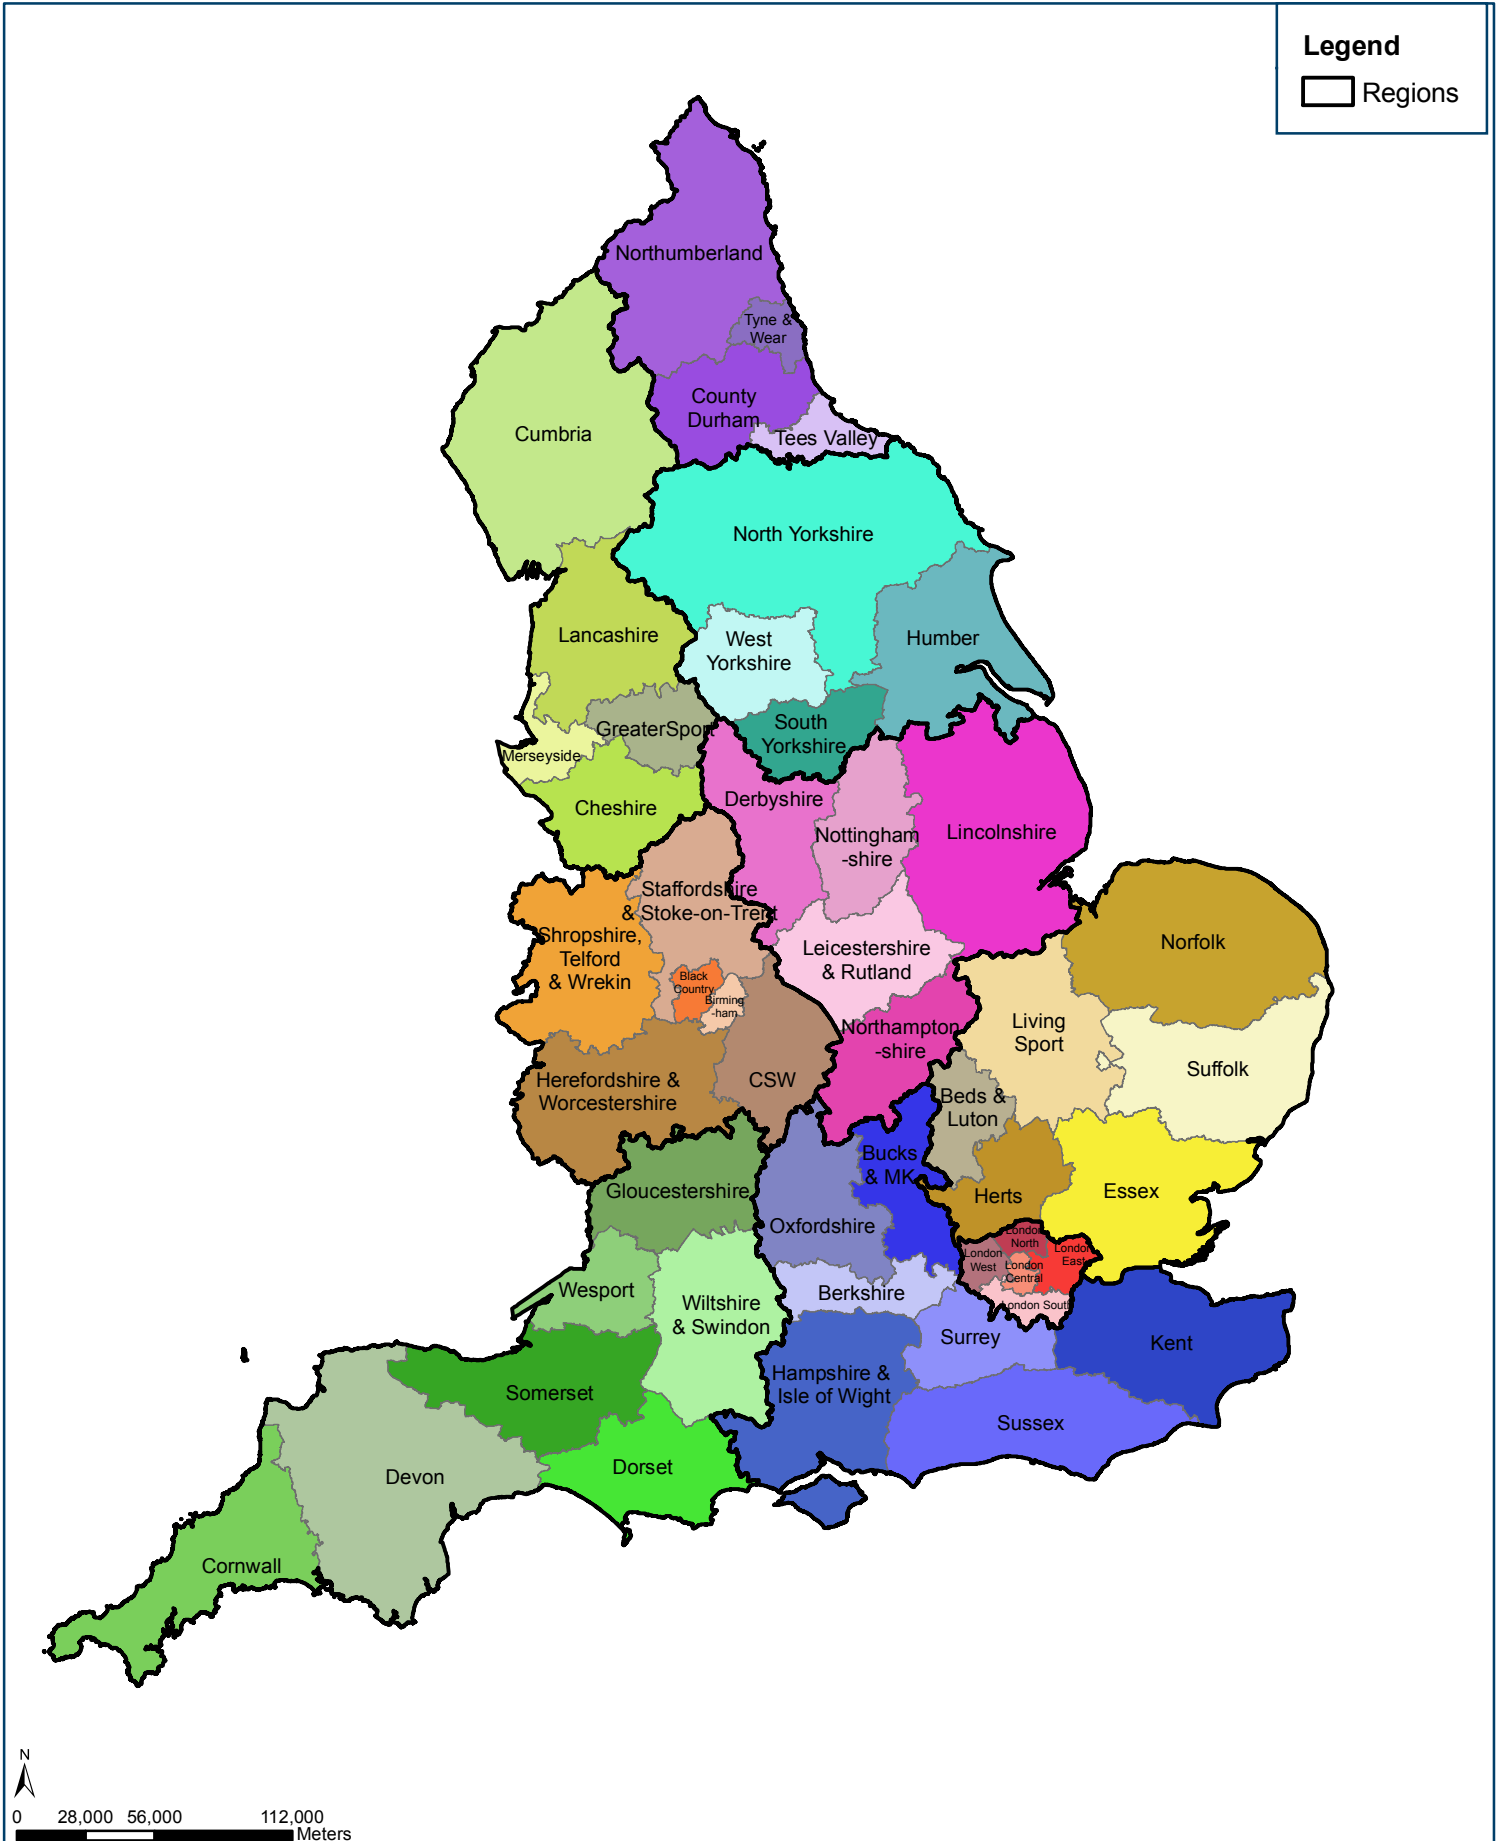 Legend
Regions
Northumberland
Tyne &
Wear
County
Durham
Tees Valley
Cumbria
North Yorkshire
Lancashire
West
Yorkshire
Humber
GreaterSport
South
Yorkshire
Merseyside
Cheshire
Derbyshire
Nottingham
-shire
Lincolnshire
Staffordshire
& Stoke-on-Trent
Shropshire,
Telford
& Wrekin
Leicestershire
& Rutland
Norfolk
Black
Country
Birming
-ham
Northampton
-shire
Living
Sport
Suffolk
Herefordshire &
Worcestershire
CSW
Beds &
Luton
Bucks
& MK
Gloucestershire
Oxfordshire
Herts
Essex
London
North
London
West
London
East
London
Central
London South
Wesport
Wiltshire
& Swindon
Berkshire
Surrey
Kent
Hampshire &
Isle of Wight
Somerset
Sussex
Devon
Dorset
Cornwall
N
0 28,000 56,000 112,000
Meters